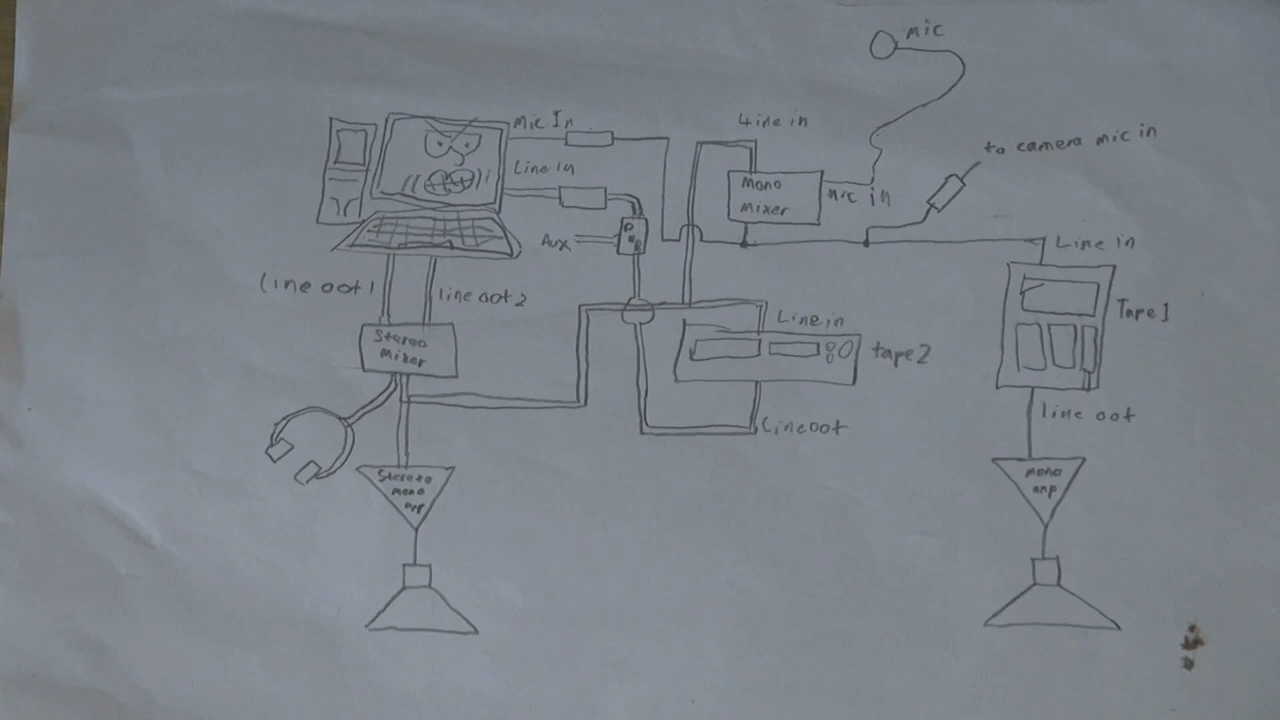 mic
Mic In
Line in
to camera mic in
Line In
Mono
Mixer
Mic in
Aux
Line in
Line oot 1
line oot 2
Tape 1
Line in
Stereo
Mixer
tape 2
line oot
Line oot
Stereo
mono
amp
mono
amp